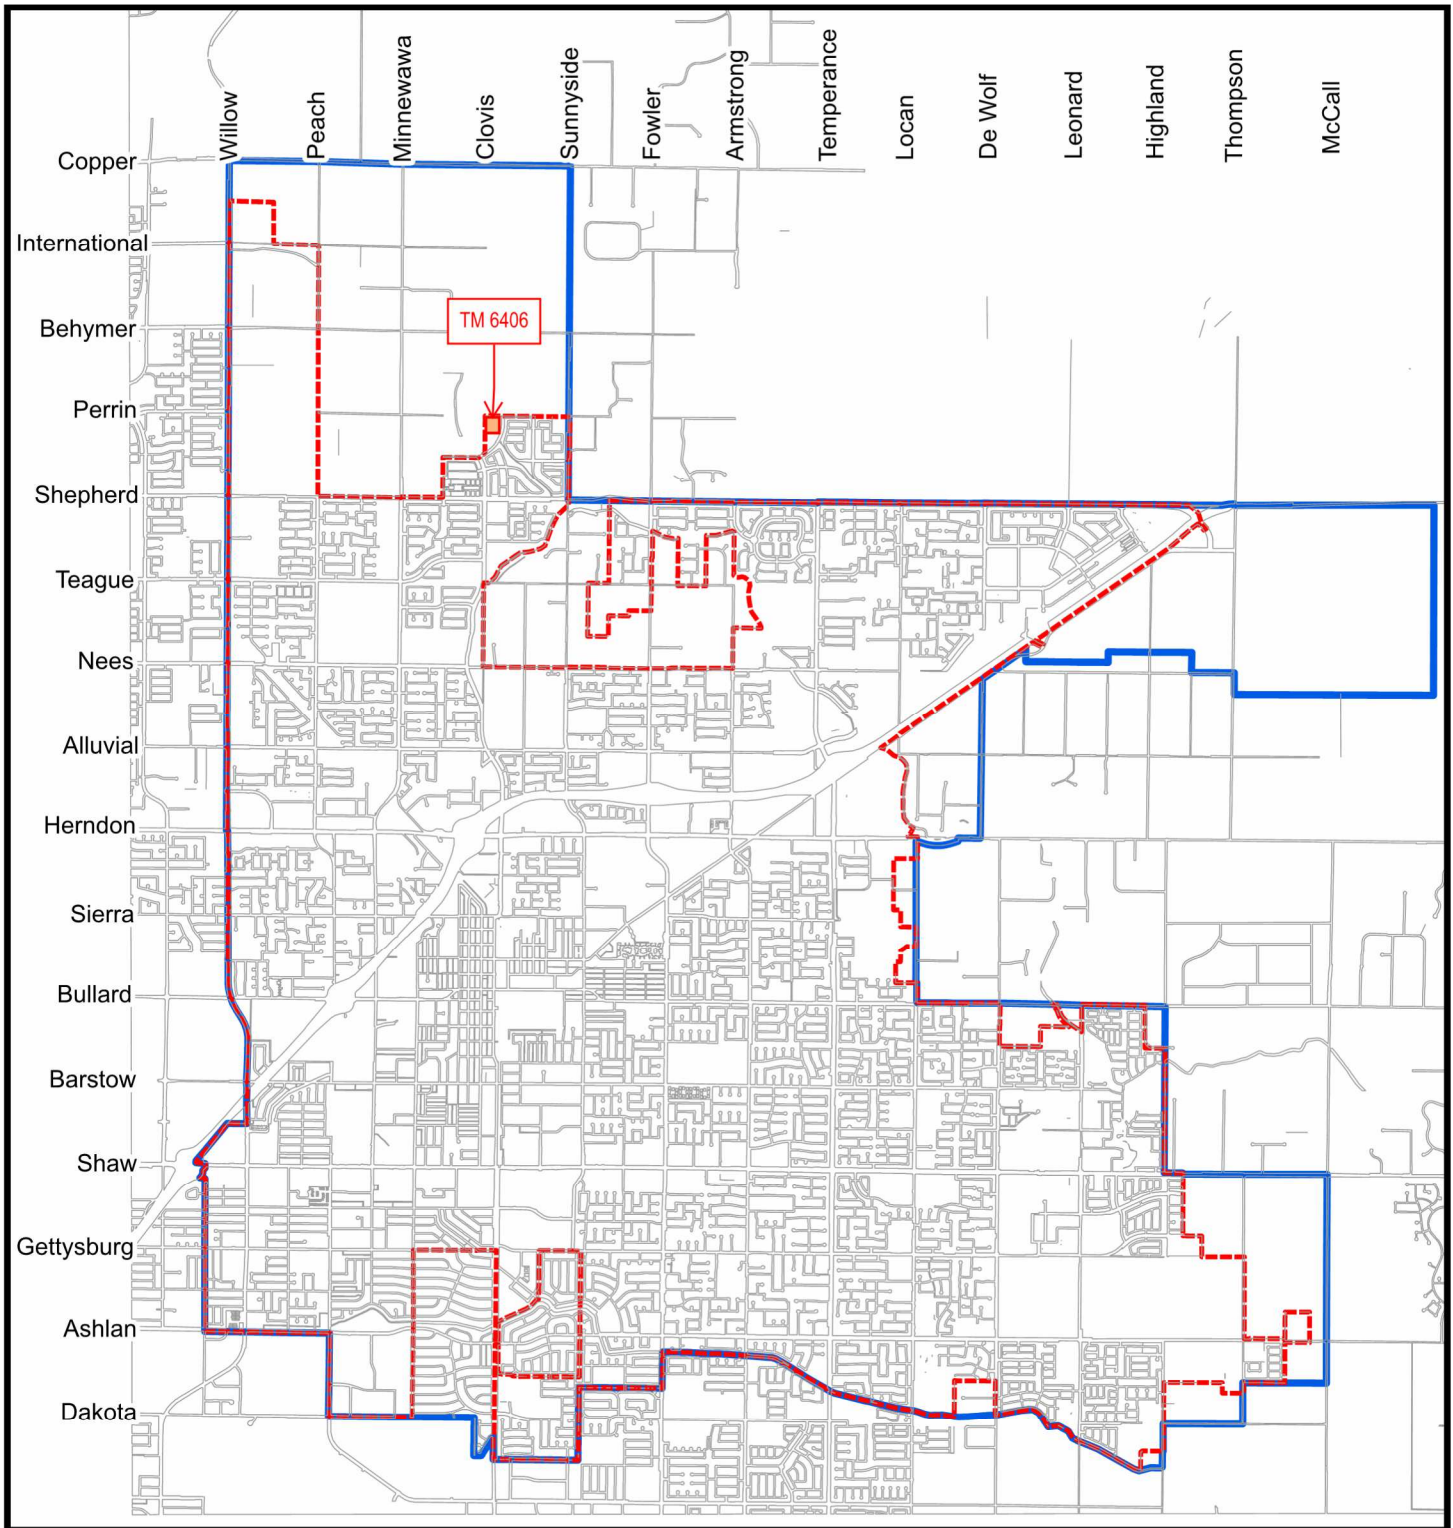 Willow
Peach
Minnewawa
Clovis
Sunnyside
Fowler
Armstrong
Temperance
Locan
De Wolf
Leonard
Highland
Thompson
McCall
Copper
International
Behymer
TM 6406
Perrin
Shepherd
Teague
Nees
Alluvial
Herndon
Sierra
Bullard
Barstow
Shaw
Gettysburg
Ashlan
Dakota